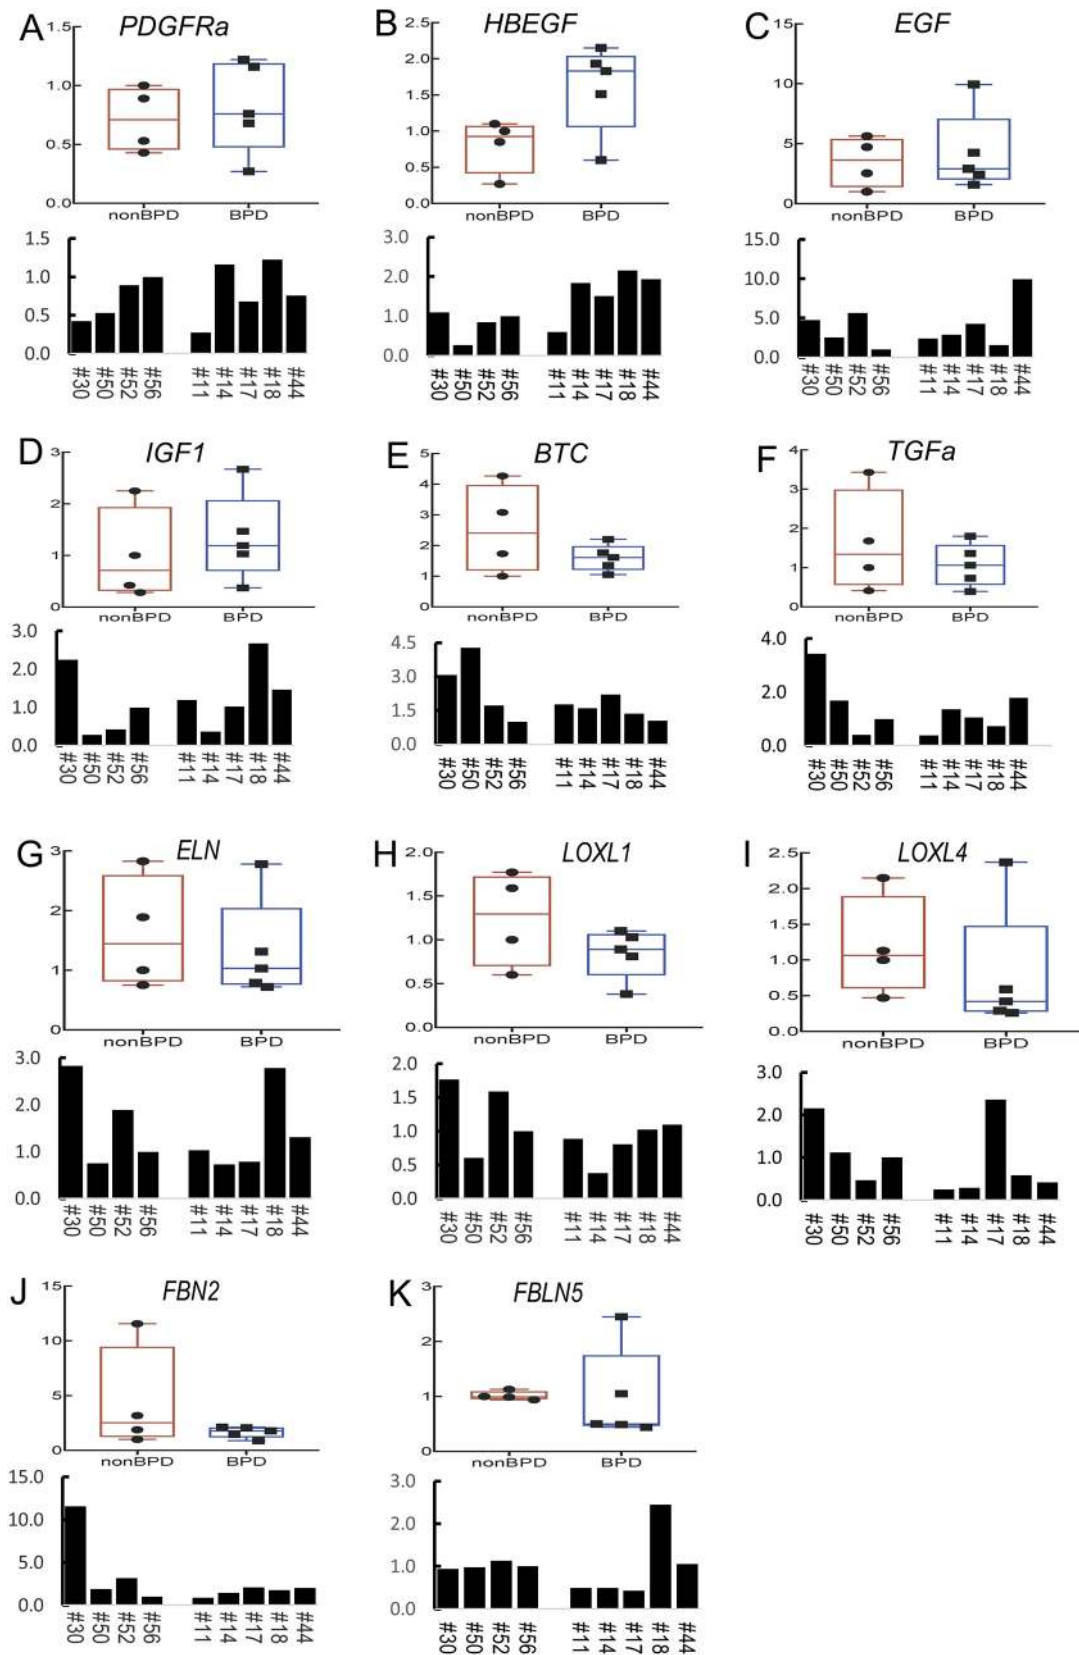 A PDGFRa
1.5
1.0
0.5
0.0
nonBPD BPD
1.5
1.0
0.5
0.0
#30 #50 #52 #56 #11 #14 #17 #18 #44
B HBEGF
2.5
2.0
1.5
1.0
0.5
0.0
nonBPD BPD
3.0
2.0
1.0
0.0
#30 #50 #52 #56 #11 #14 #17 #18 #44
C EGF
15
10
5
0
nonBPD BPD
15.0
10.0
5.0
0.0
#30 #50 #52 #56 #11 #14 #17 #18 #44
D IGF1
3
2
1
0
nonBPD BPD
3.0
2.0
1.0
0.0
#30 #50 #52 #56 #11 #14 #17 #18 #44
E BTC
5
4
3
2
1
0
nonBPD BPD
4.5
3.0
1.5
0.0
#30 #50 #52 #56 #11 #14 #17 #18 #44
F TGFa
4
3
2
1
0
nonBPD BPD
4.0
2.0
0.0
#30 #50 #52 #56 #11 #14 #17 #18 #44
G ELN
3
2
1
0
nonBPD BPD
3.0
2.0
1.0
0.0
#30 #50 #52 #56 #11 #14 #17 #18 #44
H LOXL1
2.0
1.5
1.0
0.5
0.0
nonBPD BPD
2.0
1.5
1.0
0.5
0.0
#30 #50 #52 #56 #11 #14 #17 #18 #44
I LOXL4
2.5
2.0
1.5
1.0
0.5
0.0
nonBPD BPD
3.0
2.0
1.0
0.0
#30 #50 #52 #56 #11 #14 #17 #18 #44
J FBN2
15
10
5
0
nonBPD BPD
15.0
10.0
5.0
0.0
#30 #50 #52 #56 #11 #14 #17 #18 #44
K FBLN5
3
2
1
0
nonBPD BPD
3.0
2.0
1.0
0.0
#30 #50 #52 #56 #11 #14 #17 #18 #44